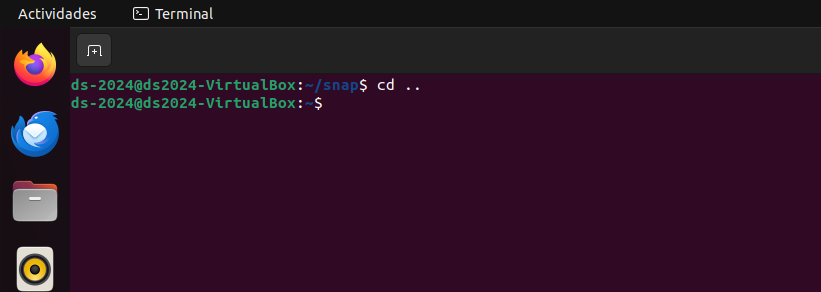 Actividades
Terminal
ds-2024@ds2024-VirtualBox:~/snap$ cd ..
ds-2024@ds2024-VirtualBox:~$